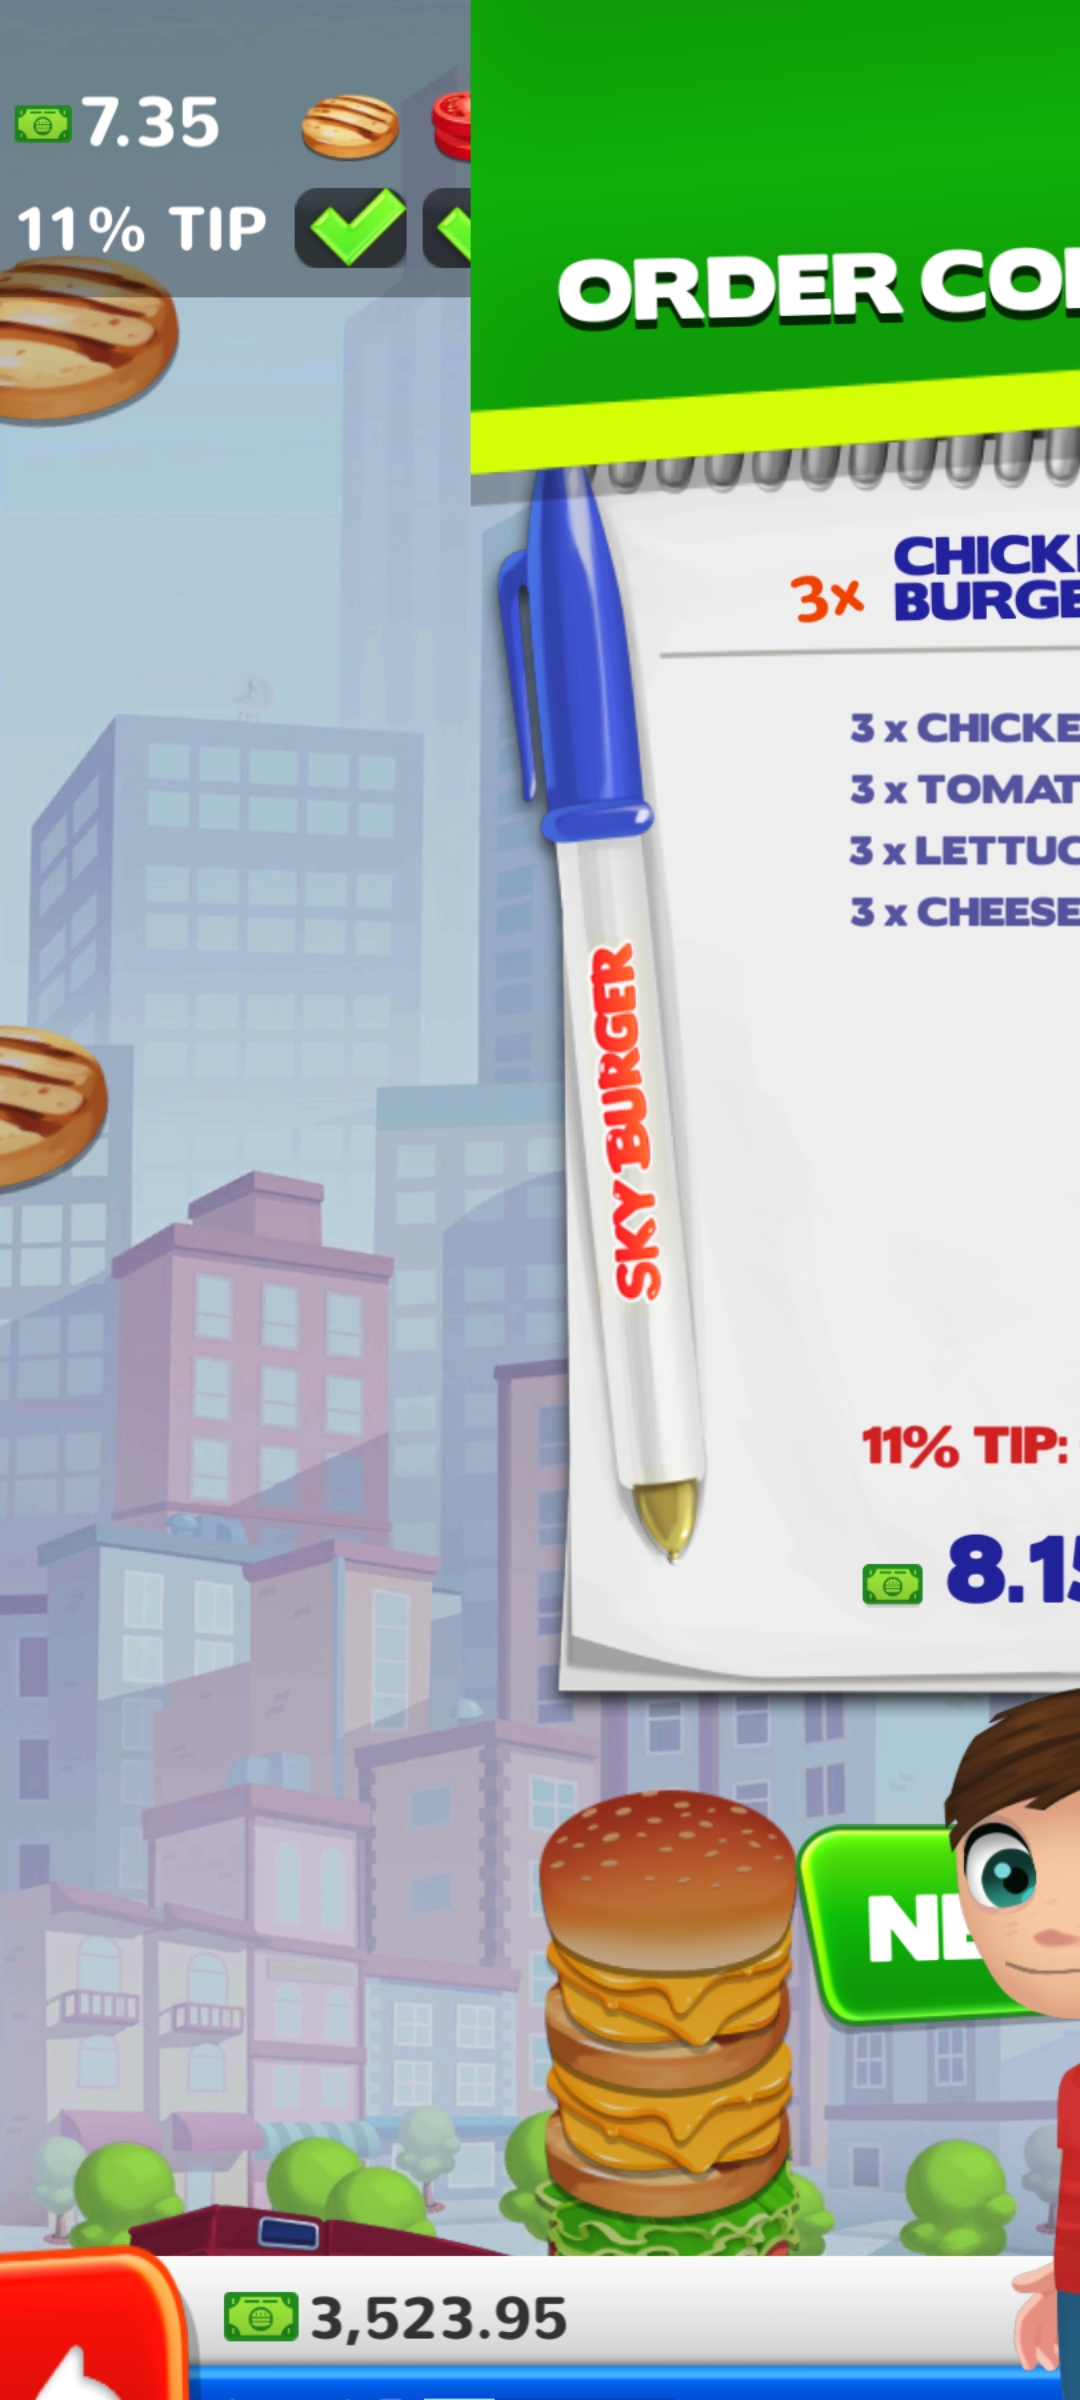 7.35
11% TIP
ORDER CO
3x CHICK
BURGE
3 x CHICKE
3 x TOMAT
3 x LETTUC
3 x CHEESE
SKY BURGER
11% TIP:
8.15
NE
3,523.95